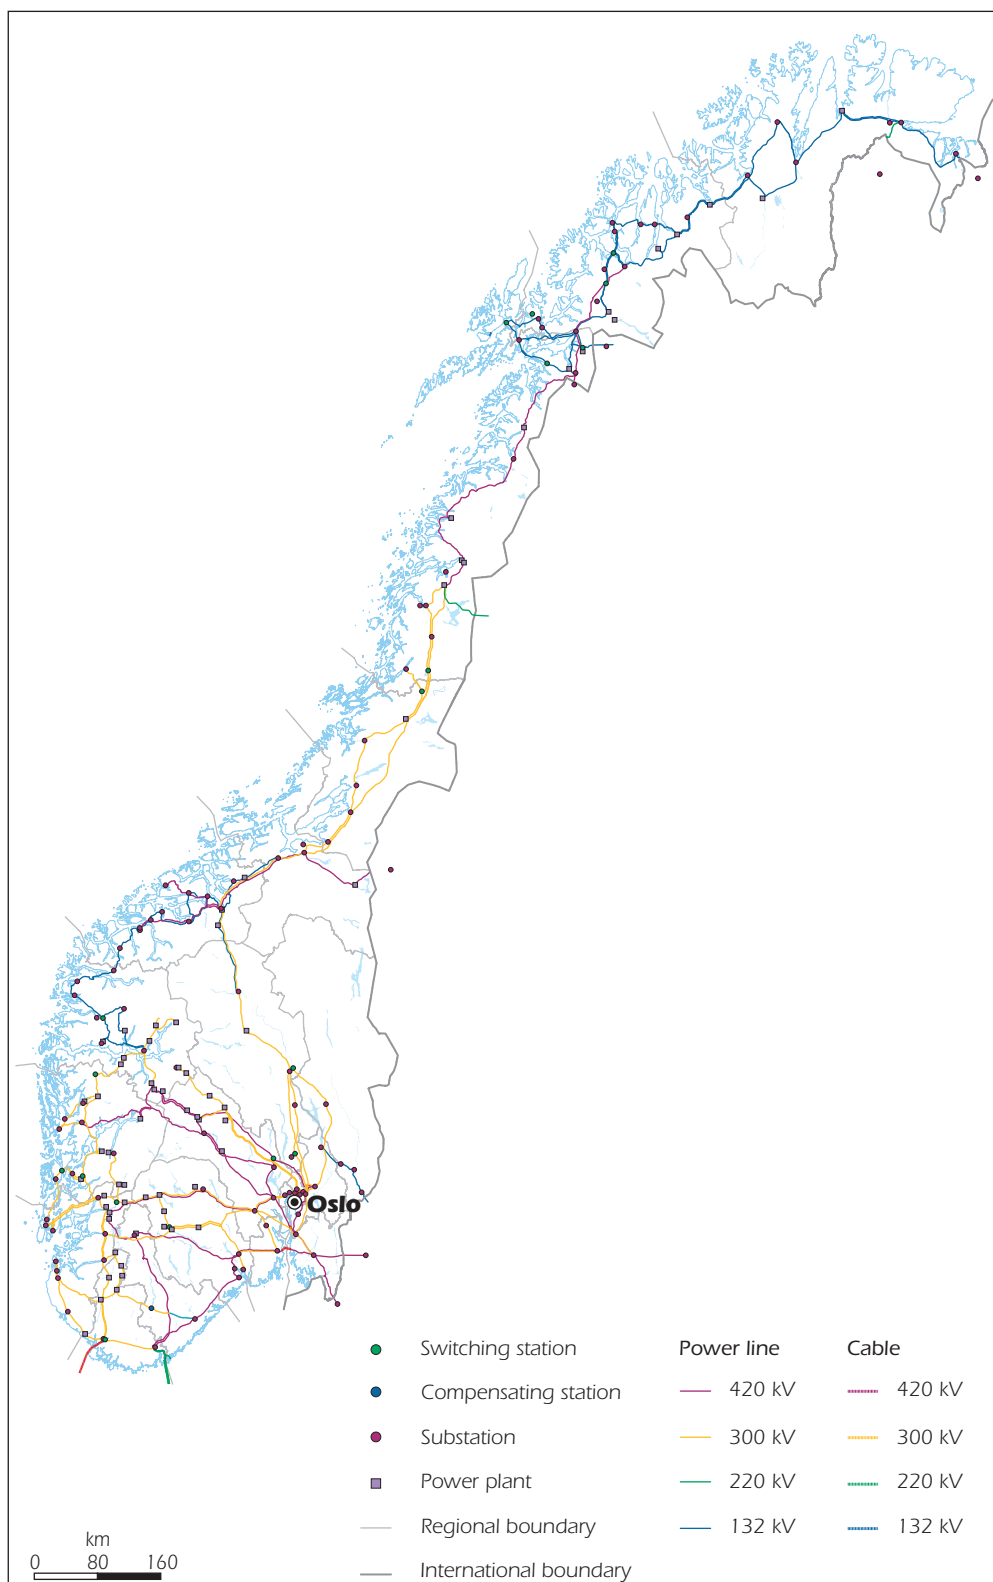 Oslo
Switching station
Compensating station
Substation
Power plant
Regional boundary
International boundary
Power line
420 kV
300 kV
220 kV
132 kV
Cable
420 kV
300 kV
220 kV
132 kV
km
0 80 160